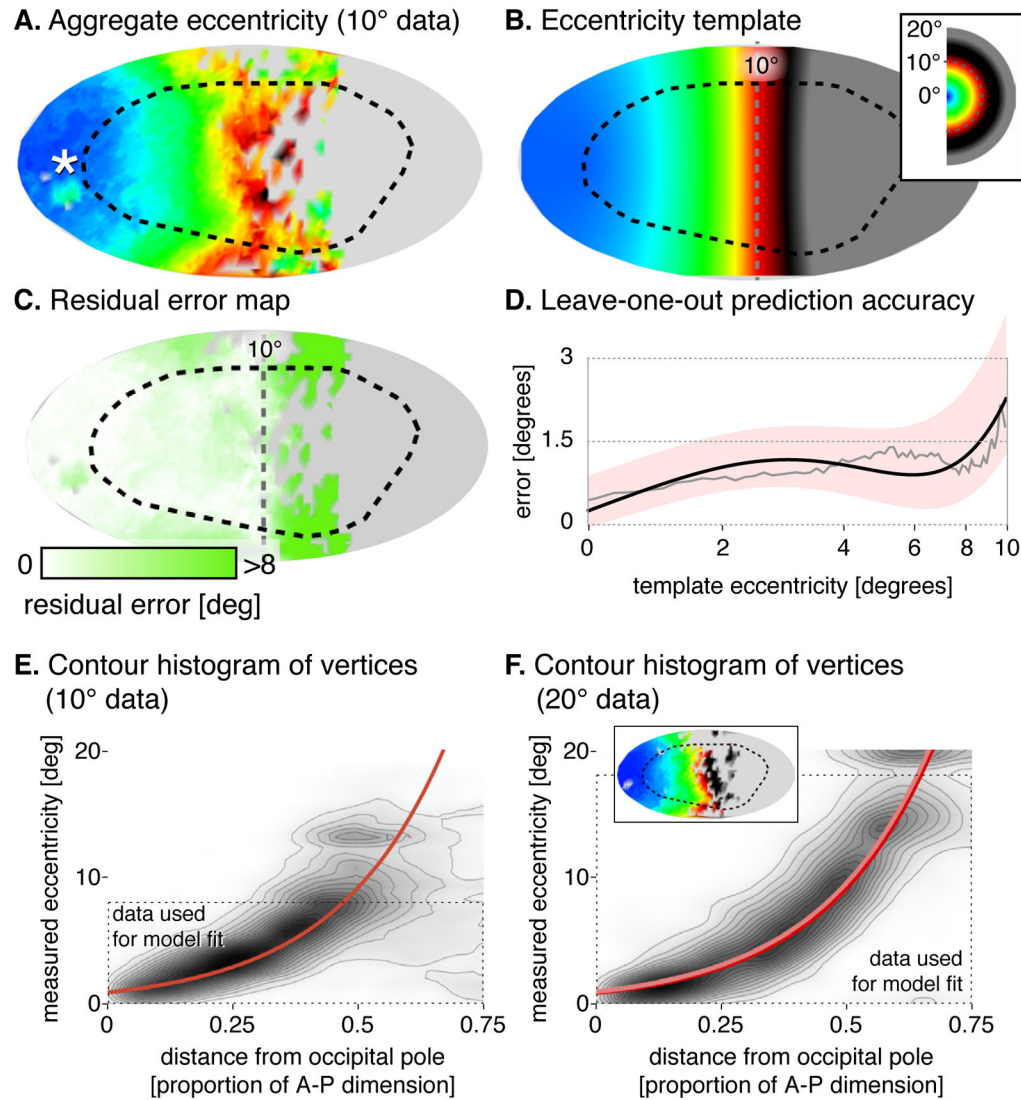 A. Aggregate eccentricity (10° data)
*
B. Eccentricity template
10°
20°
10°
0°
C. Residual error map
10°
0
>8
residual error [deg]
D. Leave-one-out prediction accuracy
error [degrees]
3
1.5
0
0 2 4 6 8 10
template eccentricity [degrees]
E. Contour histogram of vertices
(10° data)
measured eccentricity [deg]
20
10
0
data used
for model fit
0 0.25 0.5 0.75
distance from occipital pole
[proportion of A-P dimension]
F. Contour histogram of vertices
(20° data)
measured eccentricity [deg]
20
10
0
data used
for model fit
0 0.25 0.5 0.75
distance from occipital pole
[proportion of A-P dimension]